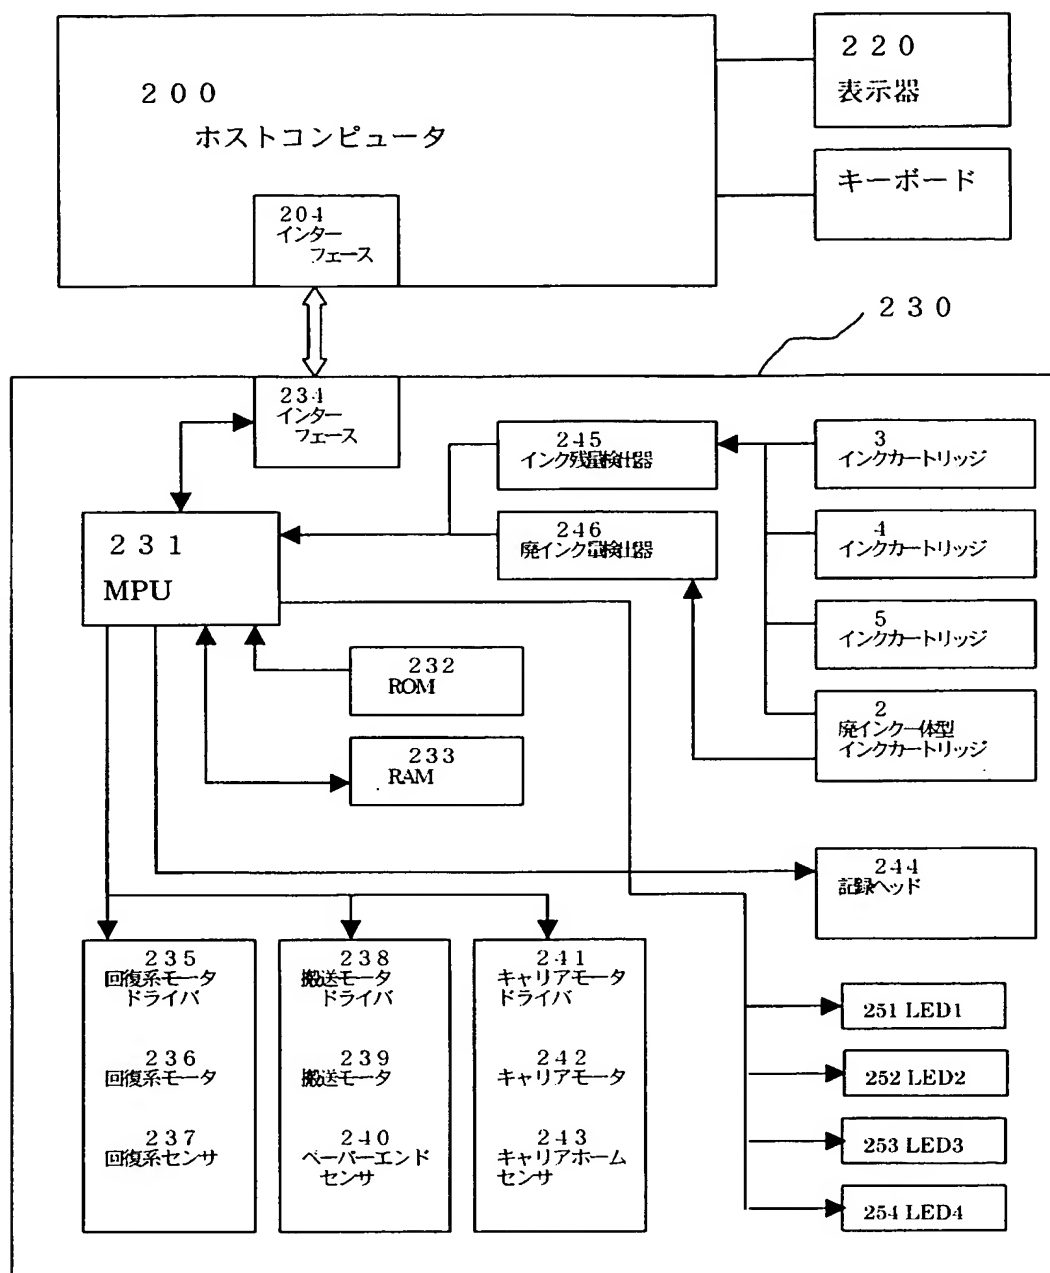 ２００
ホストコンピュータ
２２０
表示器
キーボード
２０４
インター
フェース
２３０
２３４
インター
フェース
２４５
インク残量検出器
３
インクカートリッジ
２３１
MPU
２４６
廃インク量検出器
４
インクカートリッジ
５
インクカートリッジ
２３２
ROM
２
廃インク一体型
インクカートリッジ
２３３
RAM
２４４
記録ヘッド
２３５
回復系モータ
ドライバ
２３６
回復系モータ
２３７
回復系センサ
２３８
搬送モータ
ドライバ
２３９
搬送モータ
２４０
ペーパーエンド
センサ
２４１
キャリアモータ
ドライバ
２４２
キャリアモータ
２４３
キャリアホーム
センサ
251 LED1
252 LED2
253 LED3
254 LED4